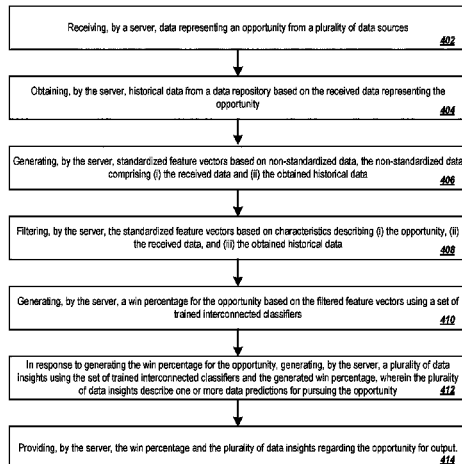 Receiving, by a server, data representing an opportunity from a plurality of data sources
402
Obtaining, by the server, historical data from a data repository based on the received data representing the
opportunity
404
Generating, by the server, standardized feature vectors based on non-standardized data, the non-standardized data
comprising (i) the received data and (ii) the obtained historical data
406
Filtering, by the server, the standardized feature vectors based on characteristics describing (i) the opportunity, (ii)
the received data, and (iii) the obtained historical data
408
Generating, by the server, a win percentage for the opportunity based on the filtered feature vectors using a set of
trained interconnected classifiers
410
In response to generating the win percentage for the opportunity, generating, by the server, a plurality of data
insights using the set of trained interconnected classifiers and the generated win percentage, wherein the plurality
of data insights describe one or more data predictions for pursuing the opportunity
412
Providing, by the server, the win percentage and the plurality of data insights regarding the opportunity for output.
414